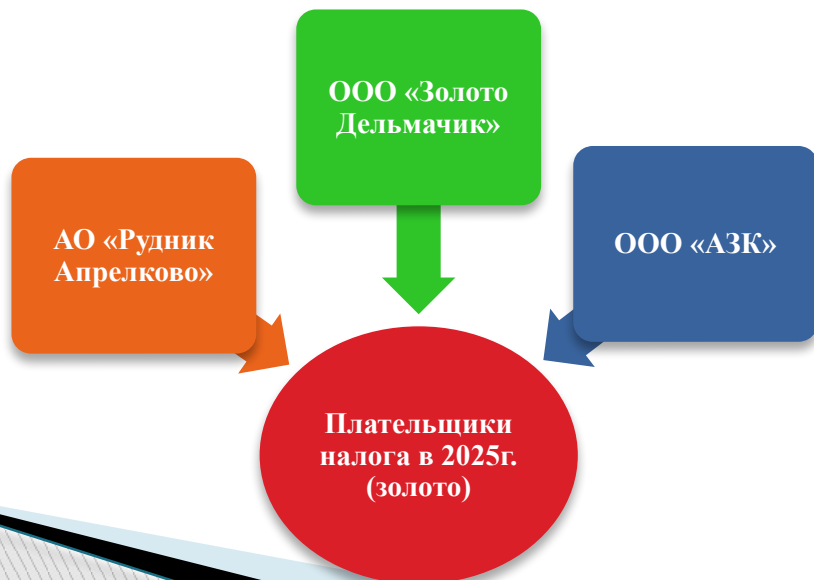 ООО «Золото
Дельмачик»
АО «Рудник
Апрелково»
ООО «АЗК»
Плательщики
налога в 2025г.
(золото)